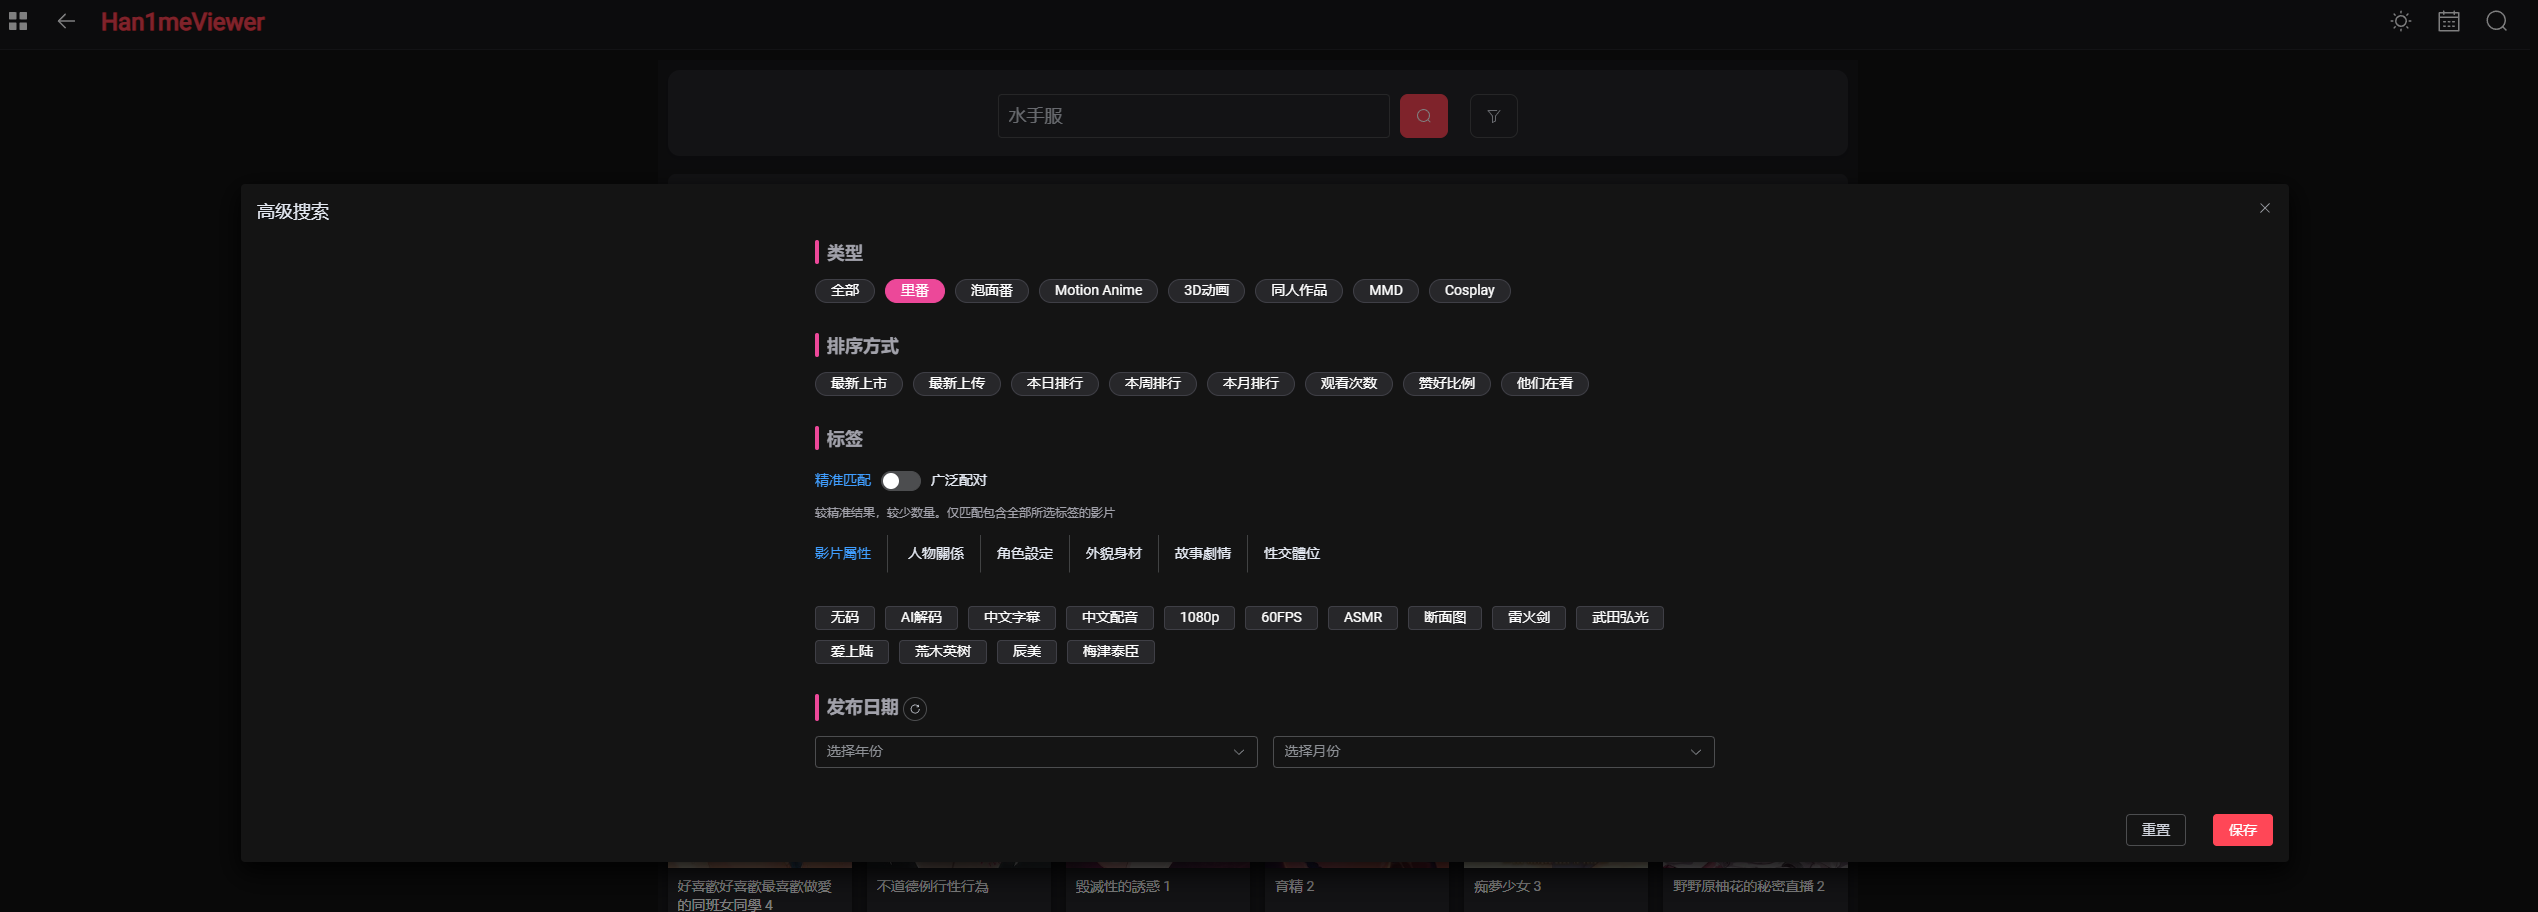 Han1meViewer
水手服
高级搜索
类型
全部 里番 泡面番 Motion Anime 3D动画 同人作品 MMD Cosplay
排序方式
最新上市 最新上传 本日排行 本周排行 本月排行 观看次数 赞好比例 他们在看
标签
精准匹配 广泛配对
较精准结果，较少数量。仅匹配包含全部所选标签的影片
影片屬性 人物關係 角色設定 外貌身材 故事劇情 性交體位
无码 AI解码 中文字幕 中文配音 1080p 60FPS ASMR 断面图 雷火剑 武田弘光
爱上陆 荒木英树 辰美 梅津泰臣
发布日期
选择年份 选择月份
重置 保存
好喜歡好喜歡最喜歡做愛 不道德例行性行為 毀滅性的誘惑 1 育精 2 痴夢少女 3 野野原柚花的秘密直播 2
的同班女同學 4